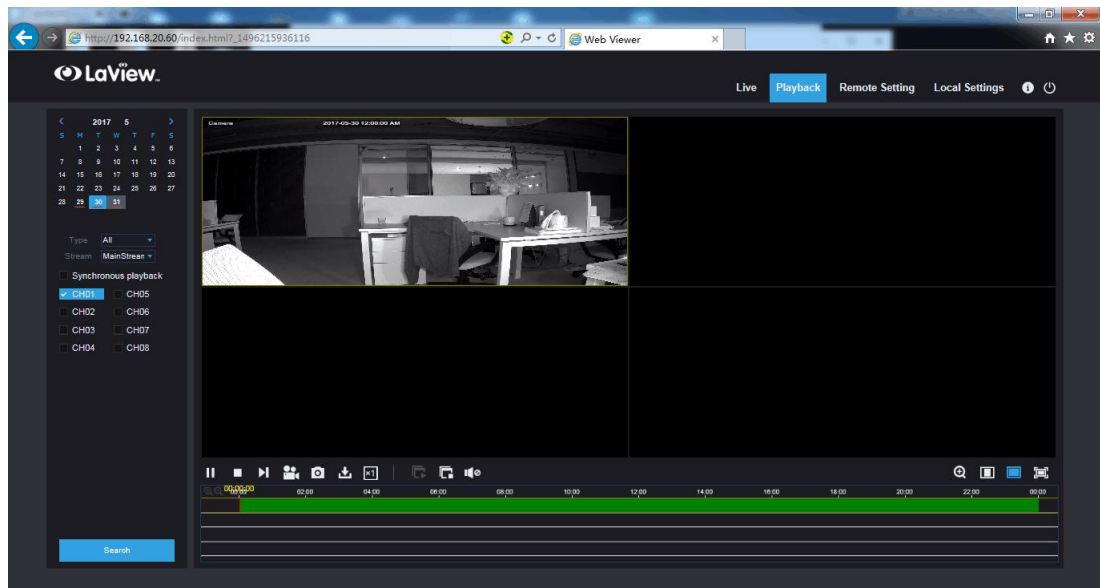 http://192.168.20.60/index.html?_1496215936116
Web Viewer
LaView
Live Playback Remote Setting Local Settings
2017 5
S M T W T F S
1 2 3 4 5 6
7 8 9 10 11 12 13
14 15 16 17 18 19 20
21 22 23 24 25 26 27
28 29 30 31
Type All
Stream MainStream
Synchronous playback
CH01 CH05
CH02 CH06
CH03 CH07
CH04 CH08
Search
Camera 2017-05-30 12:00:00 AM
×1
00:00:00
02:00 04:00 06:00 08:00 10:00 12:00 14:00 16:00 18:00 20:00 22:00 00:00